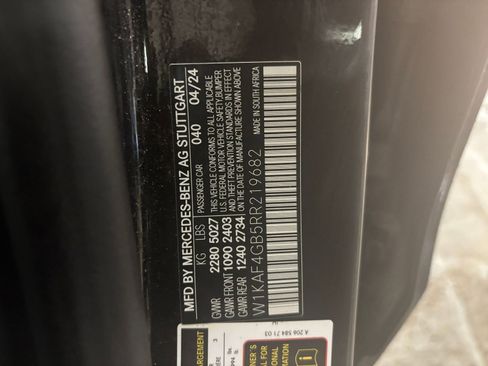 MFD BY MERCEDES-BENZ AG STUTTGART
PASSENGER CAR 040 04/24
KG LBS
GVWR 2280 5027
GAWR FRONT 1090 2403
GAWR REAR 1240 2734
THIS VEHICLE CONFORMS TO ALL APPLICABLE
U.S. FEDERAL MOTOR VEHICLE SAFETY, BUMPER
AND THEFT PREVENTION STANDARDS IN EFFECT
ON THE DATE OF MANUFACTURE SHOWN ABOVE
MADE IN SOUTH AFRICA
W1KAF4GB5RR219682
A 206 584 71 03